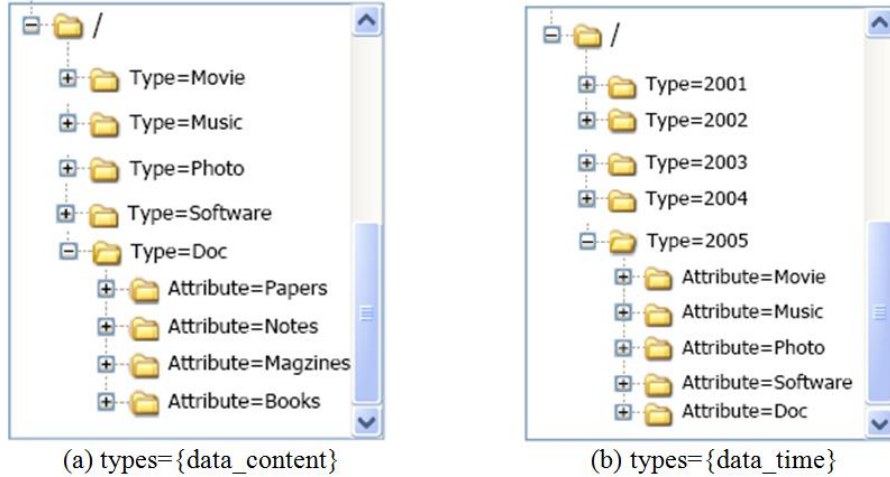 /
Type=Movie
Type=Music
Type=Photo
Type=Software
Type=Doc
Attribute=Papers
Attribute=Notes
Attribute=Magzines
Attribute=Books
(a) types={data_content}
/
Type=2001
Type=2002
Type=2003
Type=2004
Type=2005
Attribute=Movie
Attribute=Music
Attribute=Photo
Attribute=Software
Attribute=Doc
(b) types={data_time}